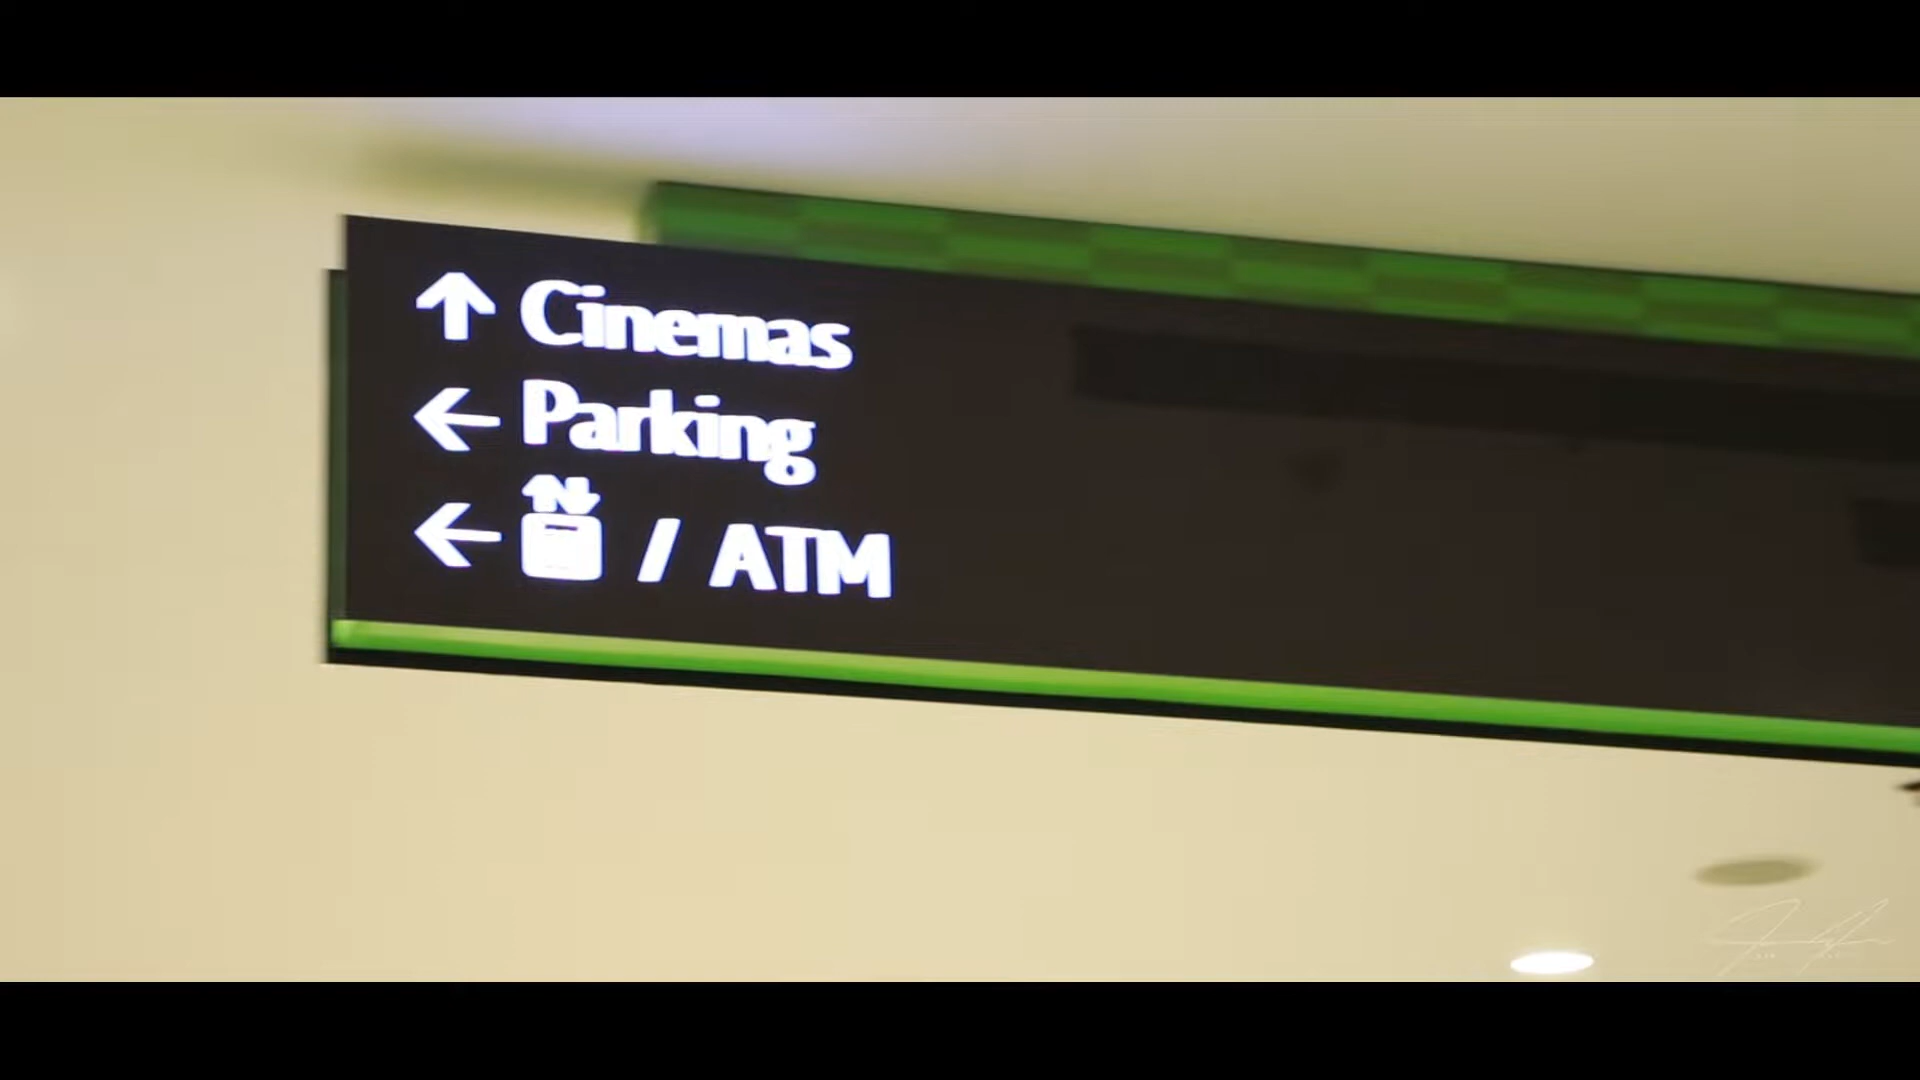 ↑ Cinemas
← Parking
← / ATM